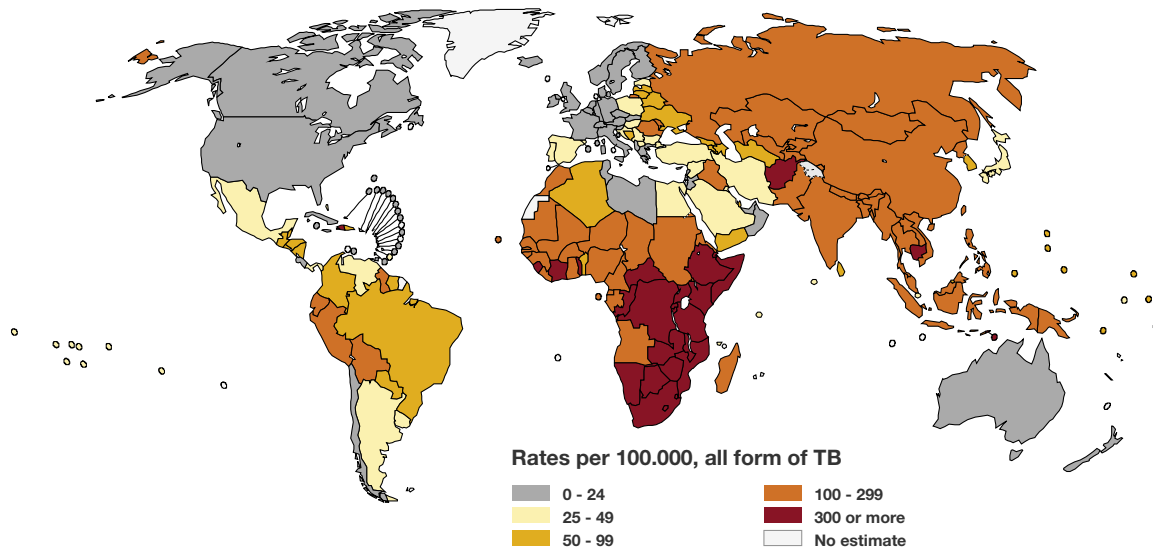 Rates per 100.000, all form of TB
0 - 24
25 - 49
50 - 99
100 - 299
300 or more
No estimate